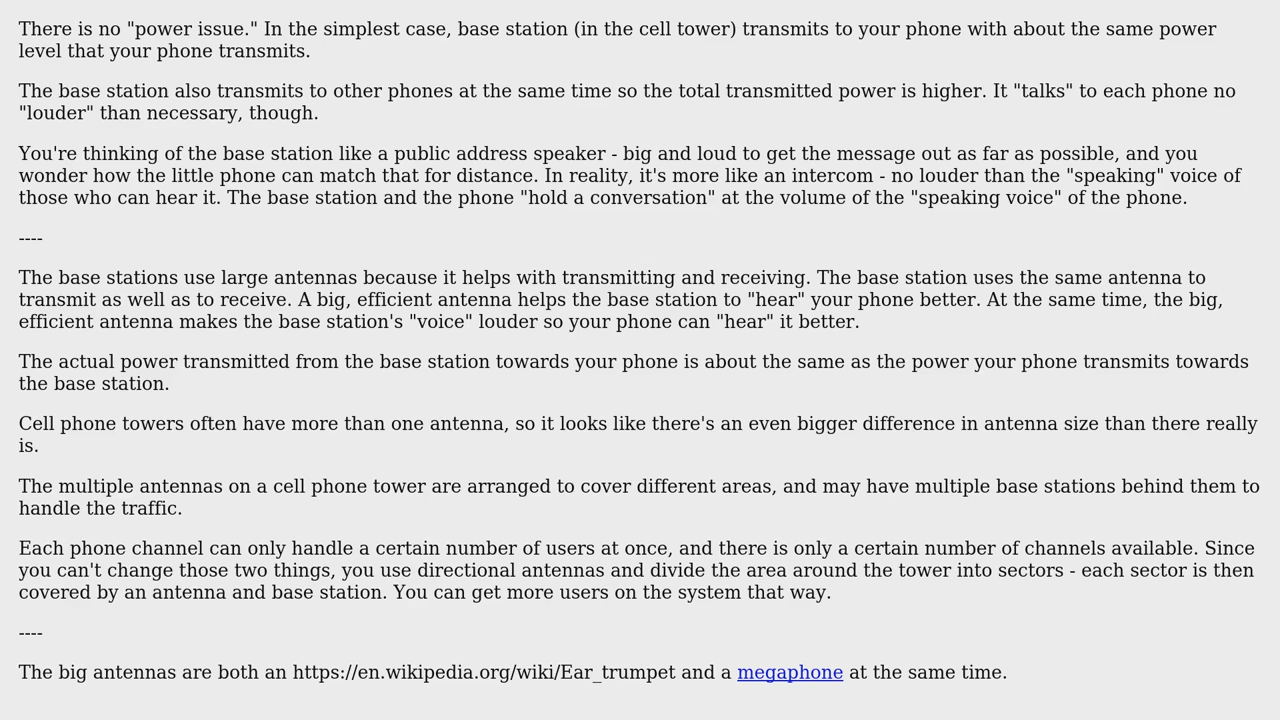 There is no "power issue." In the simplest case, base station (in the cell tower) transmits to your phone with about the same power
level that your phone transmits.
The base station also transmits to other phones at the same time so the total transmitted power is higher. It "talks" to each phone no
"louder" than necessary, though.
You're thinking of the base station like a public address speaker - big and loud to get the message out as far as possible, and you
wonder how the little phone can match that for distance. In reality, it's more like an intercom - no louder than the "speaking" voice of
those who can hear it. The base station and the phone "hold a conversation" at the volume of the "speaking voice" of the phone.
----
The base stations use large antennas because it helps with transmitting and receiving. The base station uses the same antenna to
transmit as well as to receive. A big, efficient antenna helps the base station to "hear" your phone better. At the same time, the big,
efficient antenna makes the base station's "voice" louder so your phone can "hear" it better.
The actual power transmitted from the base station towards your phone is about the same as the power your phone transmits towards
the base station.
Cell phone towers often have more than one antenna, so it looks like there's an even bigger difference in antenna size than there really
is.
The multiple antennas on a cell phone tower are arranged to cover different areas, and may have multiple base stations behind them to
handle the traffic.
Each phone channel can only handle a certain number of users at once, and there is only a certain number of channels available. Since
you can't change those two things, you use directional antennas and divide the area around the tower into sectors - each sector is then
covered by an antenna and base station. You can get more users on the system that way.
----
The big antennas are both an https://en.wikipedia.org/wiki/Ear_trumpet and a megaphone at the same time.